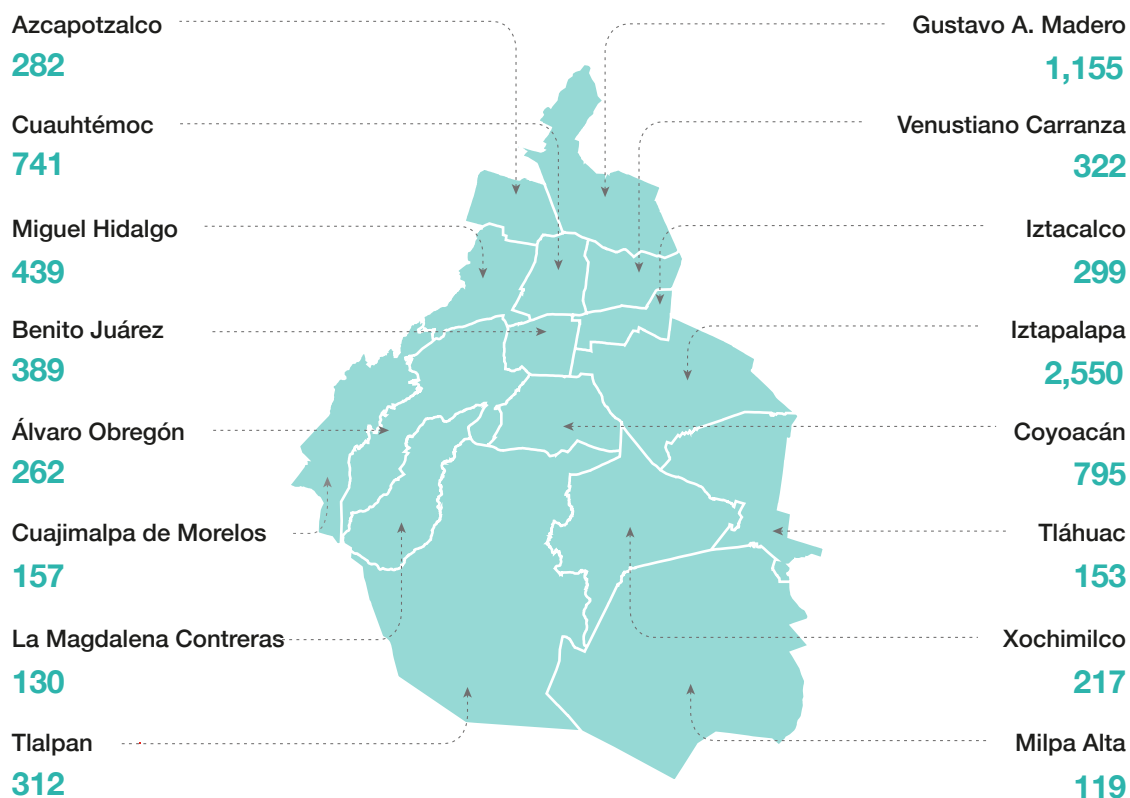 Azcapotzalco
282
Cuauhtémoc
741
Miguel Hidalgo
439
Benito Juárez
389
Álvaro Obregón
262
Cuajimalpa de Morelos
157
La Magdalena Contreras
130
Tlalpan
312
Gustavo A. Madero
1,155
Venustiano Carranza
322
Iztacalco
299
Iztapalapa
2,550
Coyoacán
795
Tláhuac
153
Xochimilco
217
Milpa Alta
119